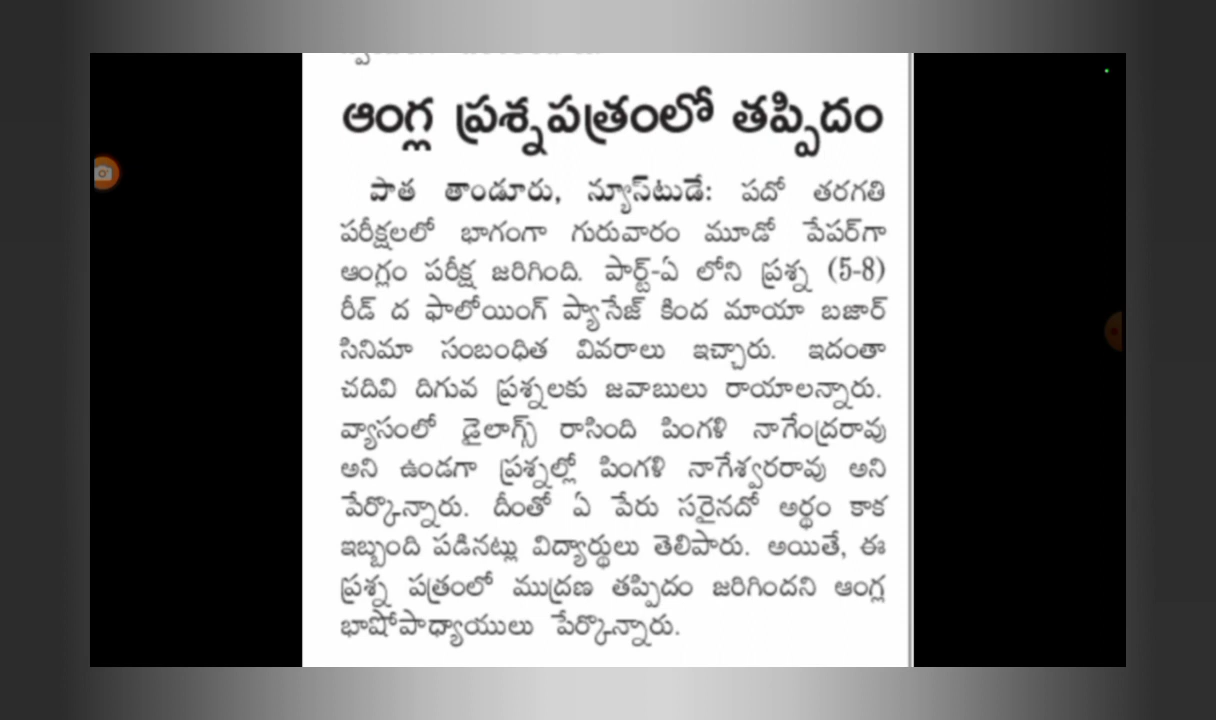 ఆంగ్ల ప్రశ్నపత్రంలో తప్పిదం
పాత తాండూరు, న్యూస్‌టుడే: పదో తరగతి
పరీక్షలలో భాగంగా గురువారం మూడో పేపర్‌గా
ఆంగ్లం పరీక్ష జరిగింది. పార్ట్-ఏ లోని ప్రశ్న (5-8)
రీడ్ ద ఫాలోయింగ్ ప్యాసేజ్ కింద మాయా బజార్
సినిమా సంబంధిత వివరాలు ఇచ్చారు. ఇదంతా
చదివి దిగువ ప్రశ్నలకు జవాబులు రాయాలన్నారు.
వ్యాసంలో డైలాగ్స్ రాసింది పింగళి నాగేంద్రరావు
అని ఉండగా ప్రశ్నల్లో పింగళి నాగేశ్వరరావు అని
పేర్కొన్నారు. దీంతో ఏ పేరు సరైనదో అర్థం కాక
ఇబ్బంది పడినట్లు విద్యార్థులు తెలిపారు. అయితే, ఈ
ప్రశ్న పత్రంలో ముద్రణ తప్పిదం జరిగిందని ఆంగ్ల
భాషోపాధ్యాయులు పేర్కొన్నారు.